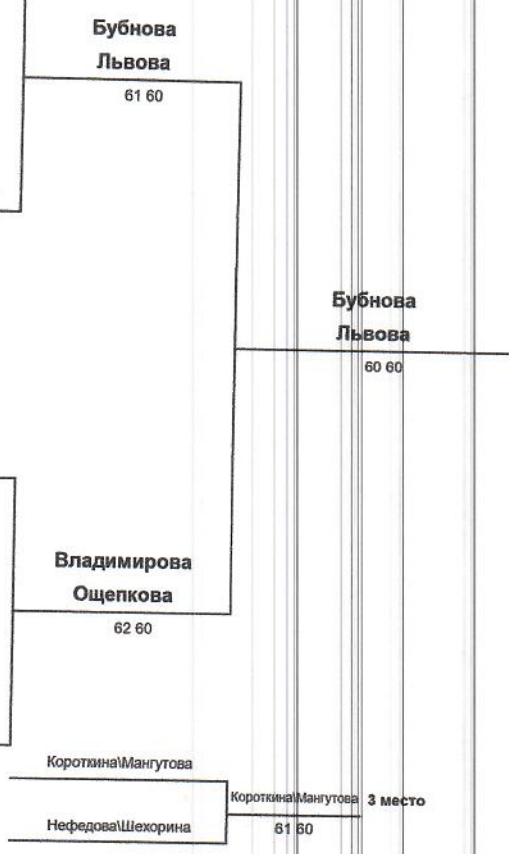 Бубнова
Львова
61 60
Бубнова
Львова
60 60
Владимирова
Ощепкова
62 60
Короткина\Мангутова
Короткина\Мангутова 3 место
61 60
Нефедова\Шехорина